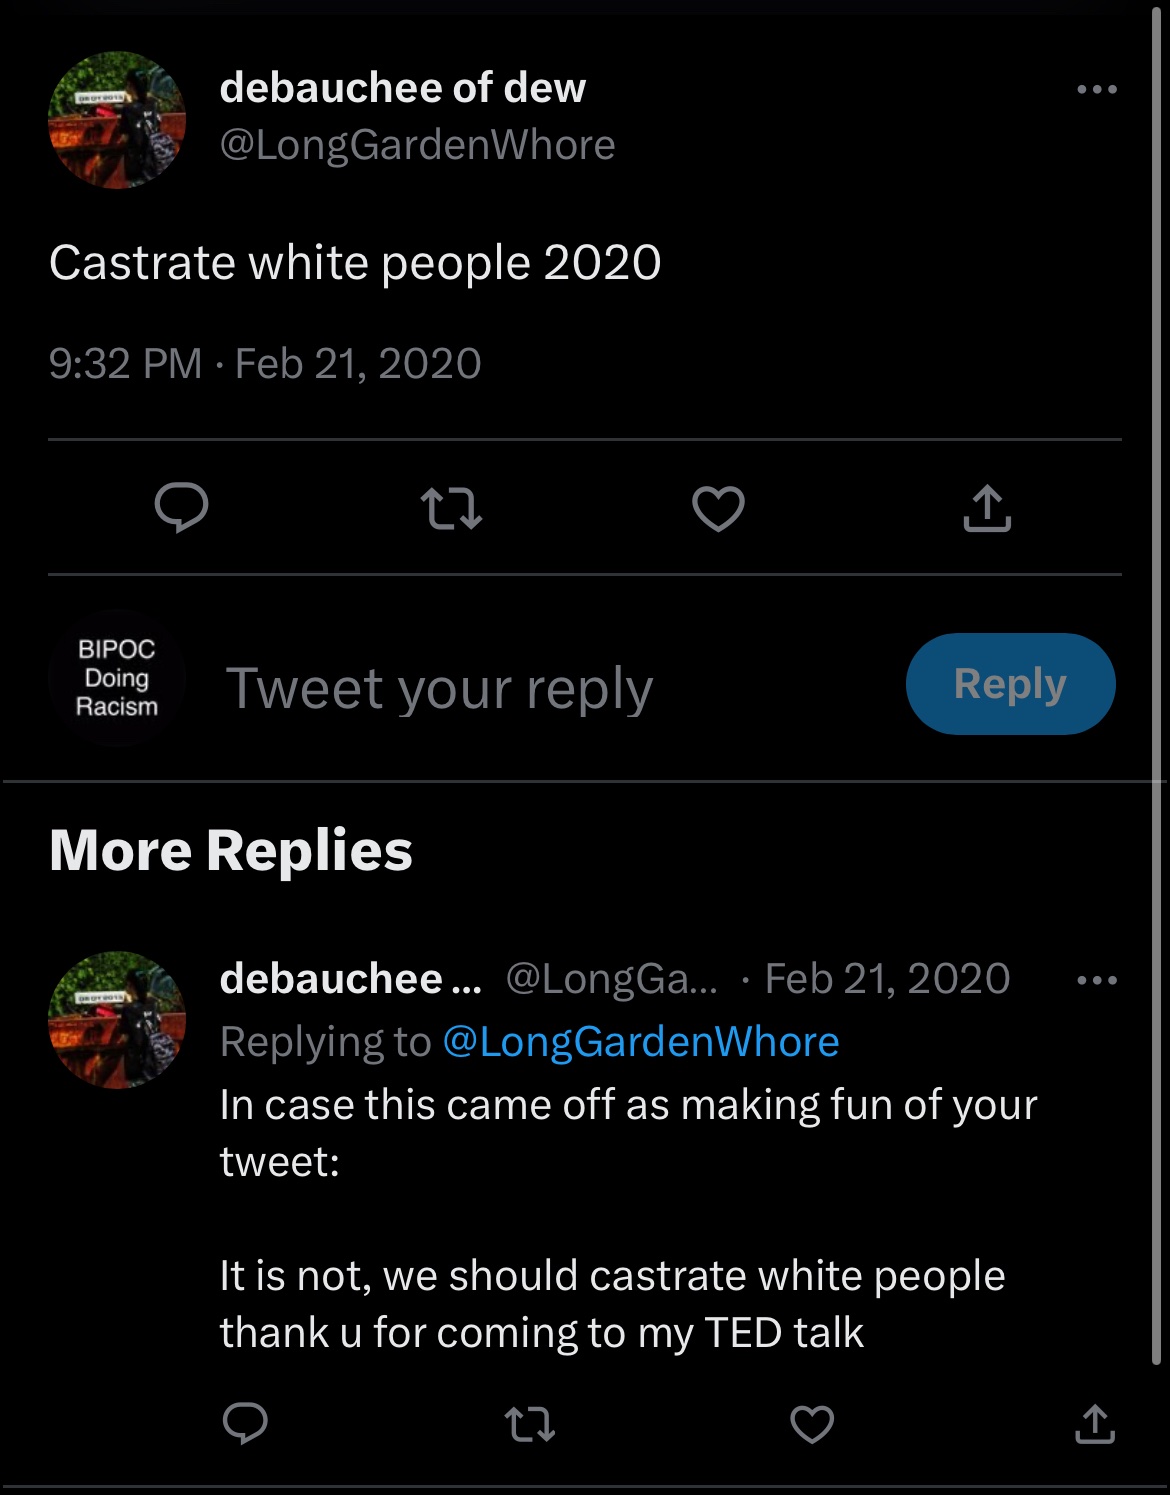 debauchee of dew
@LongGardenWhore
Castrate white people 2020
9:32 PM · Feb 21, 2020
BIPOC
Doing
Racism
Tweet your reply
Reply
More Replies
debauchee ... @LongGa... · Feb 21, 2020
Replying to @LongGardenWhore
In case this came off as making fun of your
tweet:
It is not, we should castrate white people
thank u for coming to my TED talk